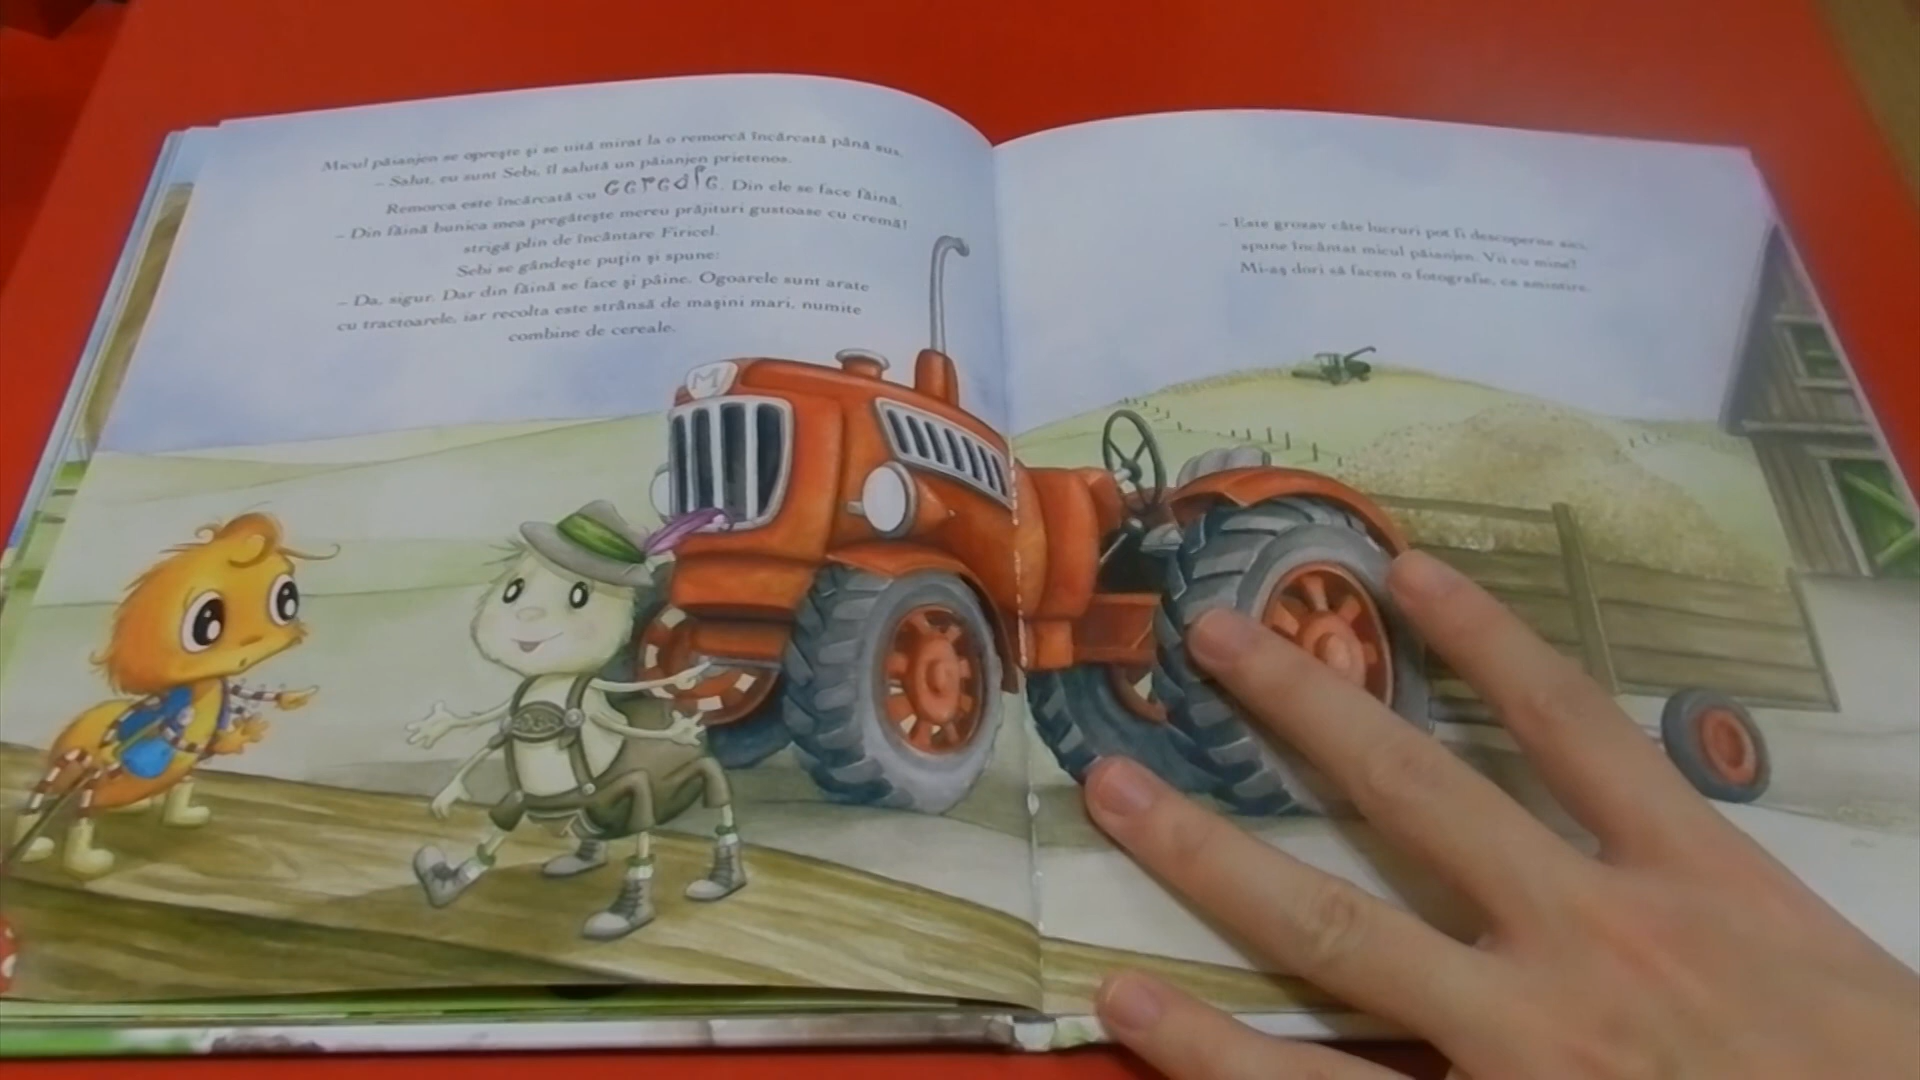 Micul păianjen se oprește și se uită mirat la o remorcă încărcată până sus.
– Salut, eu sunt Sebi, îl salută un păianjen prietenos.
Remorca este încărcată cu cereale. Din ele se face făină.
– Din făină bunica mea pregătește mereu prăjituri gustoase cu cremă!
strigă plin de încântare Firicel.
Sebi se gândește puțin și spune:
– Da, sigur. Dar din făină se face și pâine. Ogoarele sunt arate
cu tractoarele, iar recolta este strânsă de mașini mari, numite
combine de cereale.
M
– Este grozav câte lucruri pot fi descoperite aici,
spune încântat micul păianjen. Vii cu mine?
Mi-aș dori să facem o fotografie, ca amintire.